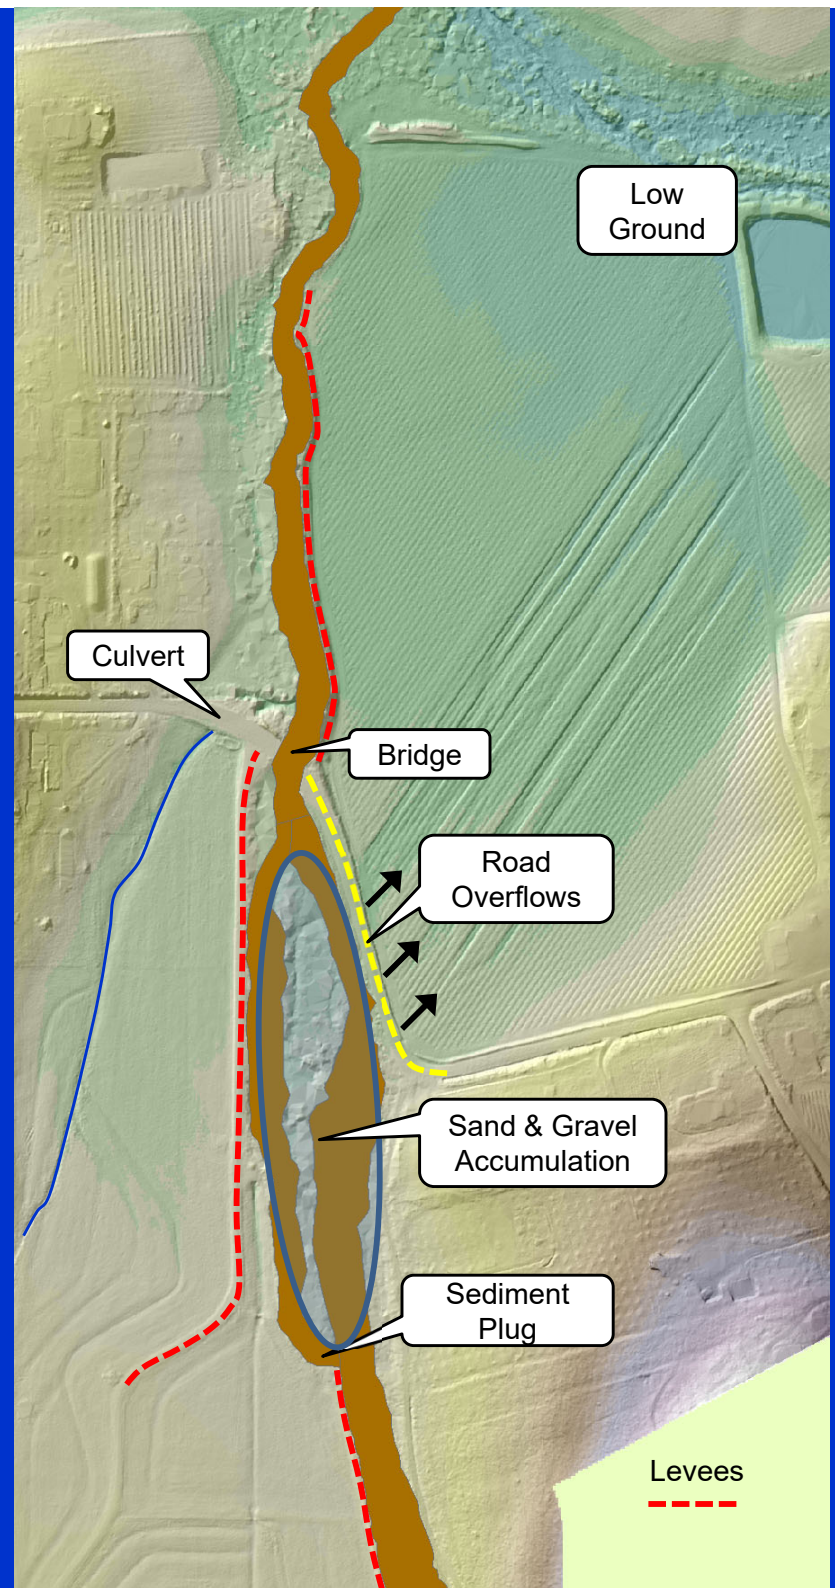 Low
Ground
Culvert
Bridge
Road
Overflows
Sand & Gravel
Accumulation
Sediment
Plug
Levees